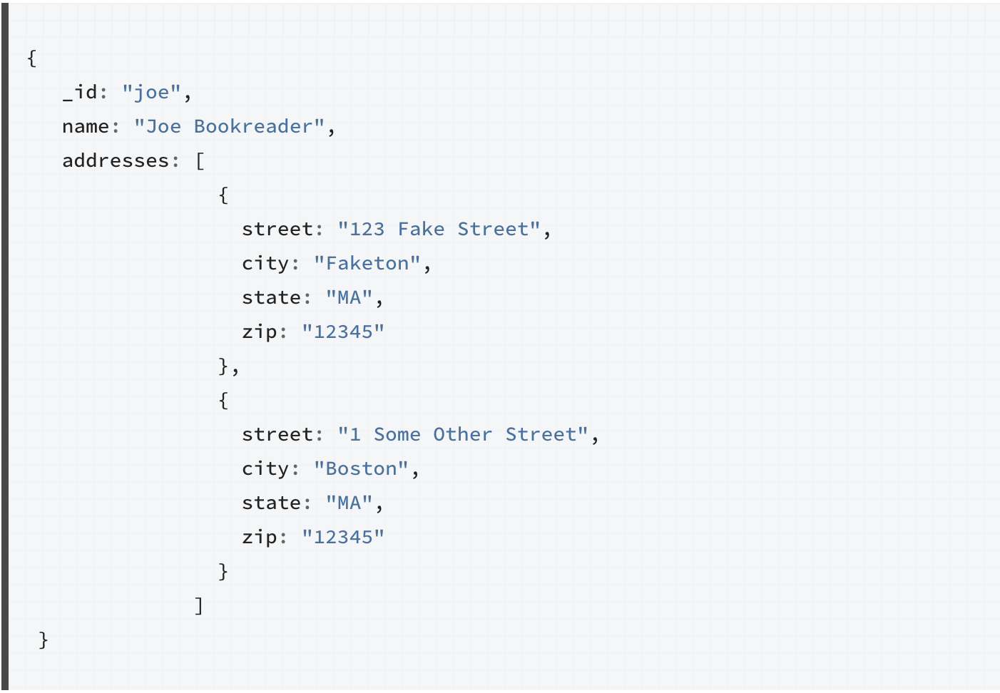 {
   _id: "joe",
   name: "Joe Bookreader",
   addresses: [
                {
                  street: "123 Fake Street",
                  city: "Faketon",
                  state: "MA",
                  zip: "12345"
                },
                {
                  street: "1 Some Other Street",
                  city: "Boston",
                  state: "MA",
                  zip: "12345"
                }
              ]
 }